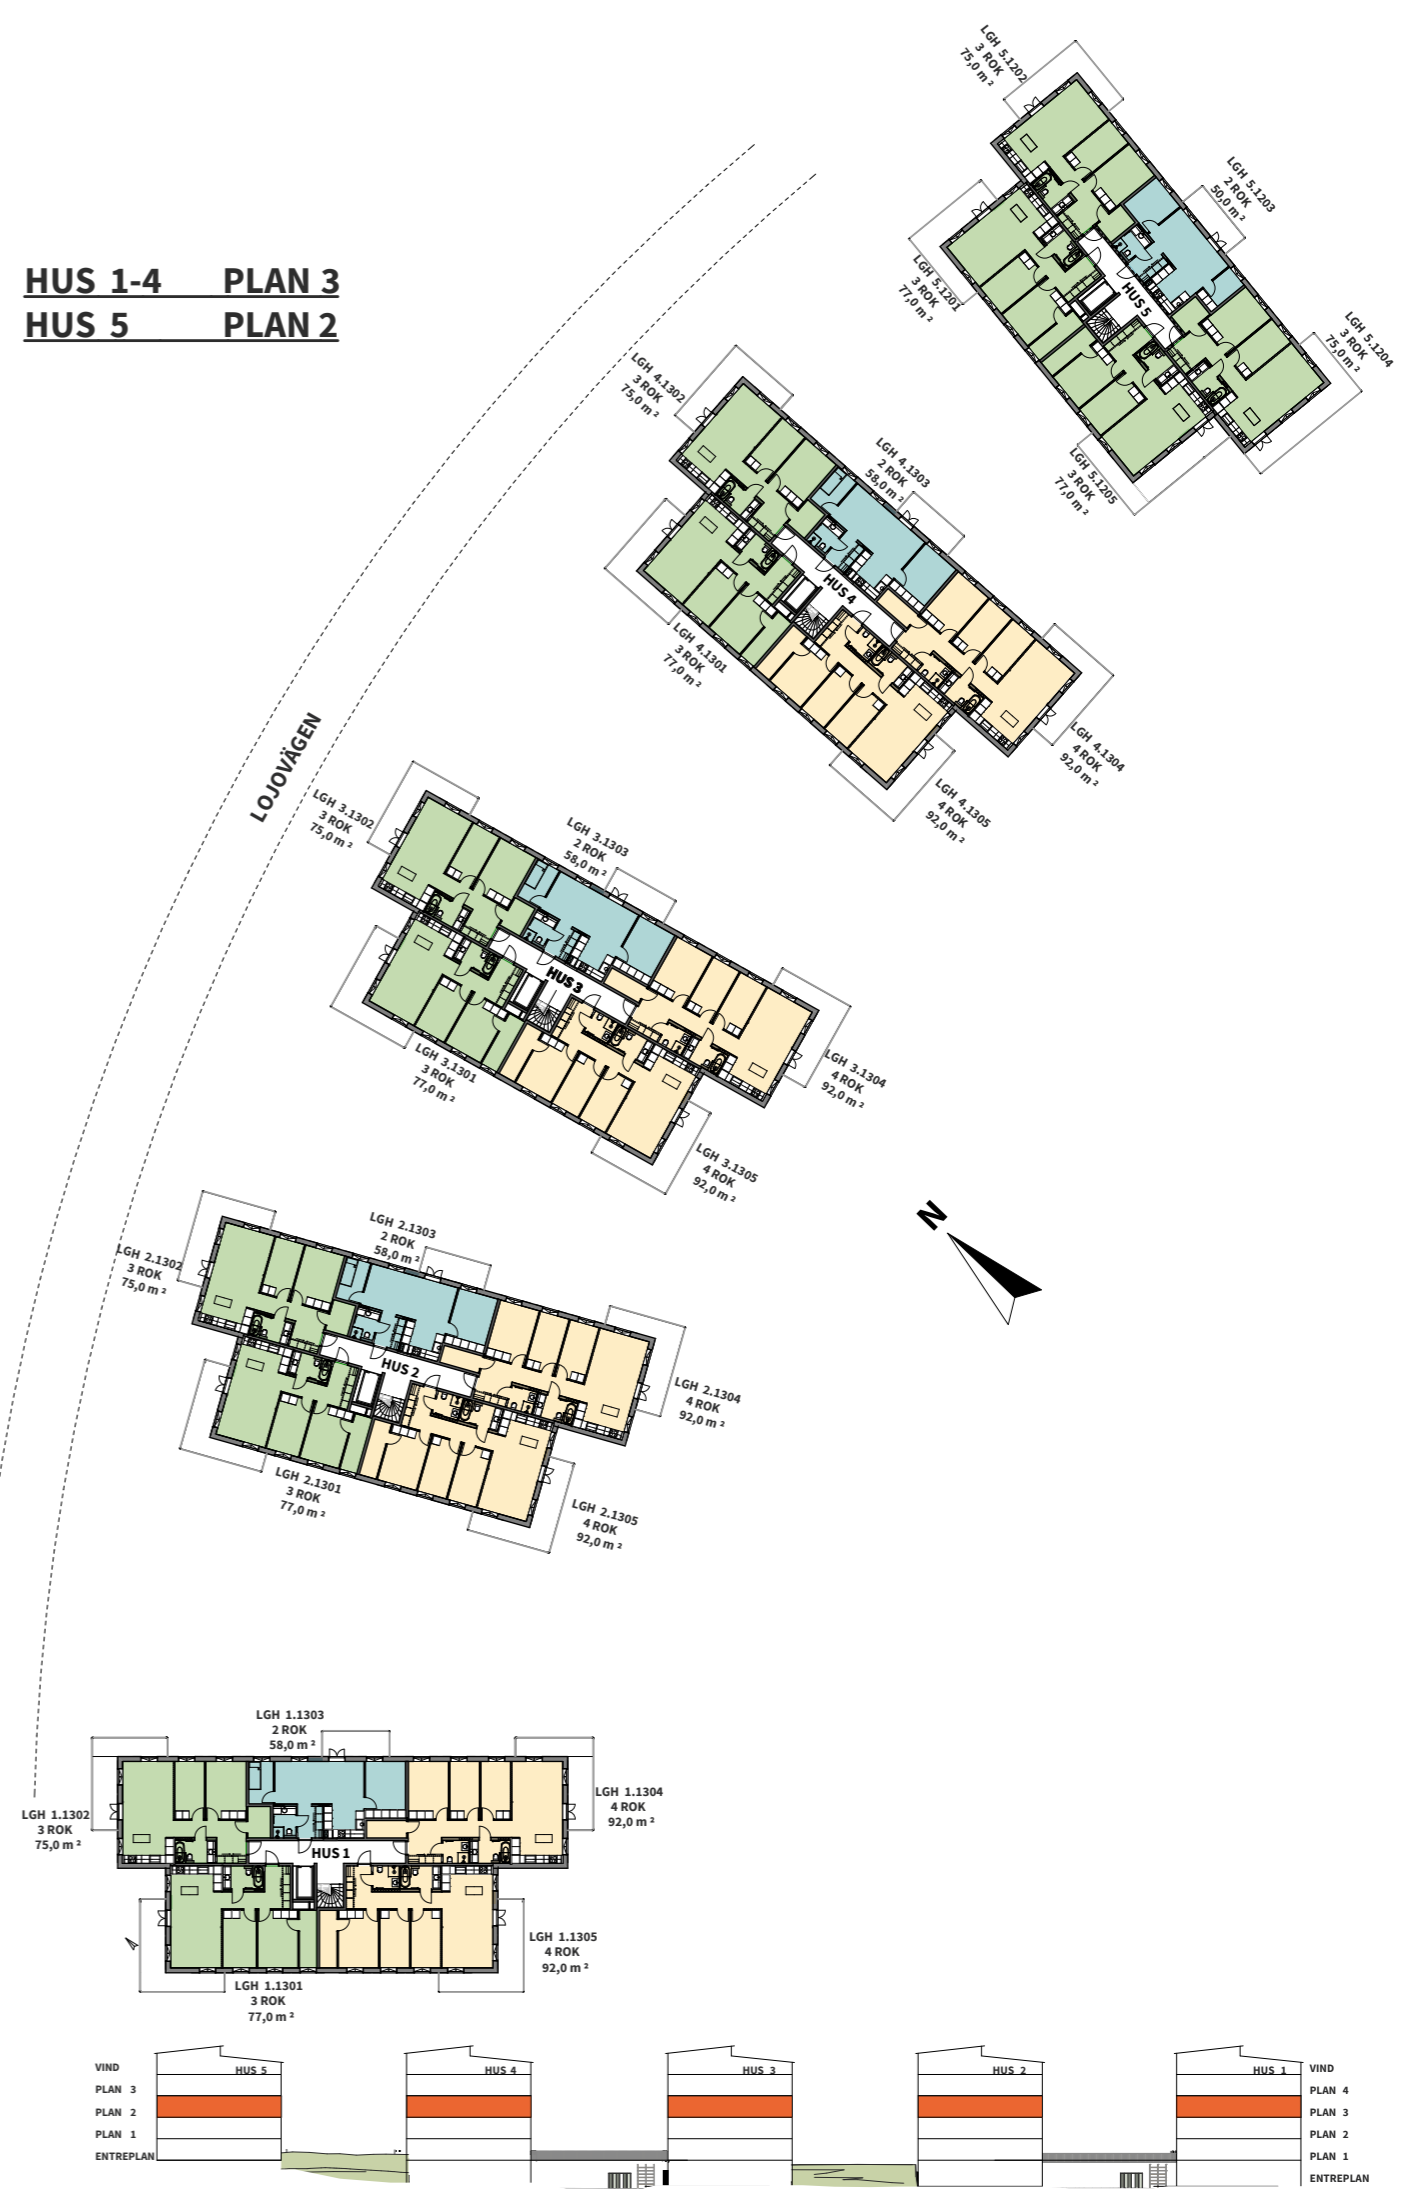 LGH 5.1202
3 ROK
75,0 m²
LGH 5.1203
2 ROK
50,0 m²
HUS 1-4 PLAN 3
HUS 5 PLAN 2
LGH 5.1201
3 ROK
77,0 m²
HUS 5
LGH 5.1204
3 ROK
75,0 m²
LGH 5.1205
3 ROK
77,0 m²
LGH 4.1302
3 ROK
75,0 m²
LGH 4.1303
2 ROK
58,0 m²
HUS 4
LGH 4.1301
3 ROK
77,0 m²
LGH 4.1304
4 ROK
92,0 m²
LGH 4.1305
4 ROK
92,0 m²
LOJOVÄGEN
LGH 3.1302
3 ROK
75,0 m²
LGH 3.1303
2 ROK
58,0 m²
HUS 3
LGH 3.1301
3 ROK
77,0 m²
LGH 3.1304
4 ROK
92,0 m²
LGH 3.1305
4 ROK
92,0 m²
N
LGH 2.1302
3 ROK
75,0 m²
LGH 2.1303
2 ROK
58,0 m²
HUS 2
LGH 2.1304
4 ROK
92,0 m²
LGH 2.1301
3 ROK
77,0 m²
LGH 2.1305
4 ROK
92,0 m²
LGH 1.1303
2 ROK
58,0 m²
LGH 1.1302
3 ROK
75,0 m²
LGH 1.1304
4 ROK
92,0 m²
HUS 1
LGH 1.1305
4 ROK
92,0 m²
LGH 1.1301
3 ROK
77,0 m²
VIND
PLAN 3
PLAN 2
PLAN 1
ENTREPLAN
HUS 5
HUS 4
HUS 3
HUS 2
HUS 1
VIND
PLAN 4
PLAN 3
PLAN 2
PLAN 1
ENTREPLAN